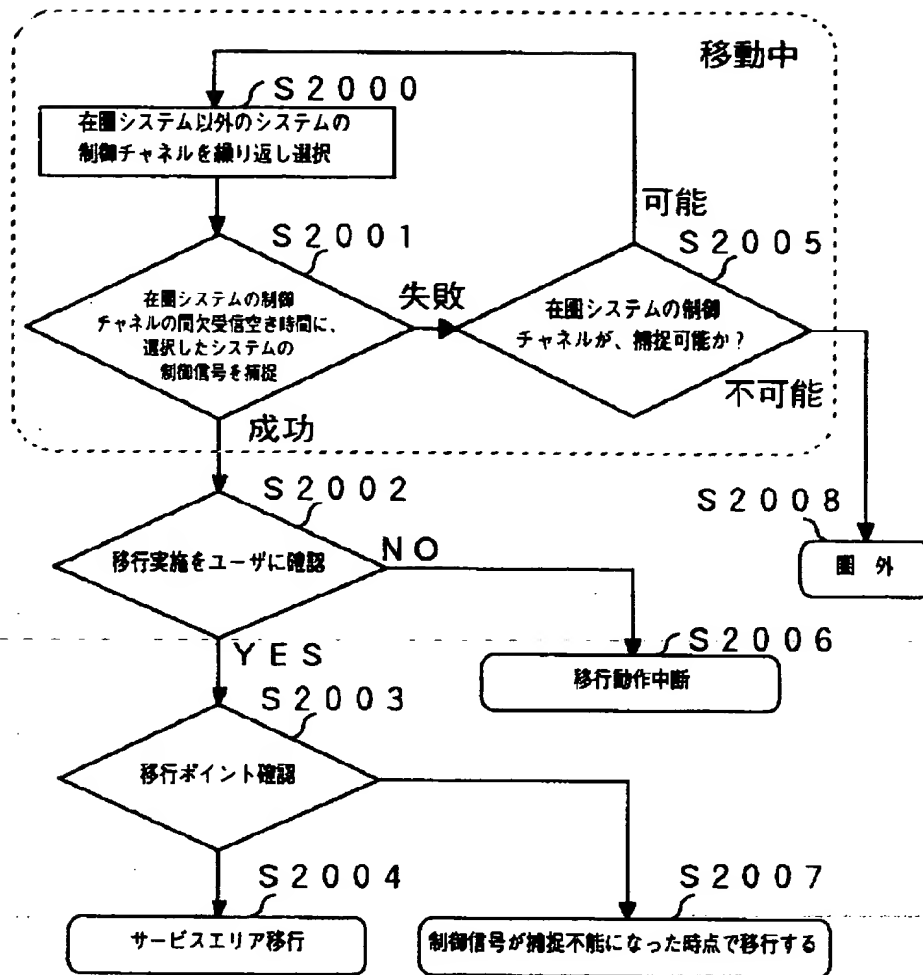 移動中
S2000
在圏システム以外のシステムの
制御チャネルを繰り返し選択
可能
S2001
S2005
在圏システムの制御
チャネルの間欠受信空き時間に、
選択したシステムの
制御信号を捕捉
失敗
在圏システムの制御
チャネルが、捕捉可能か？
不可能
成功
S2002
S2008
移行実施をユーザに確認
NO
圏 外
S2006
YES
移行動作中断
S2003
移行ポイント確認
S2004
S2007
サービスエリア移行
制御信号が捕捉不能になった時点で移行する